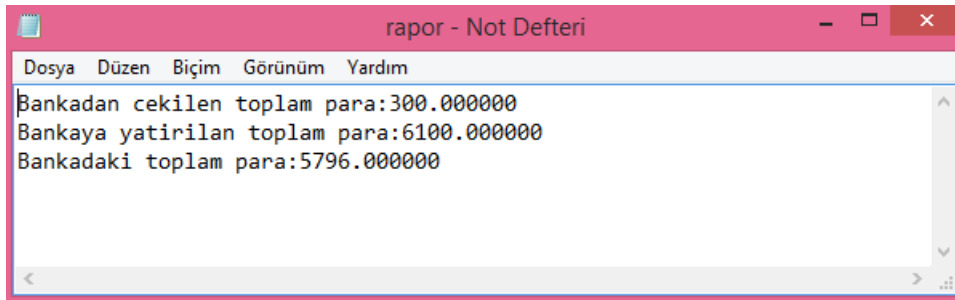 rapor - Not Defteri
Dosya Düzen Biçim Görünüm Yardım
Bankadan cekilen toplam para:300.000000
Bankaya yatirilan toplam para:6100.000000
Bankadaki toplam para:5796.000000